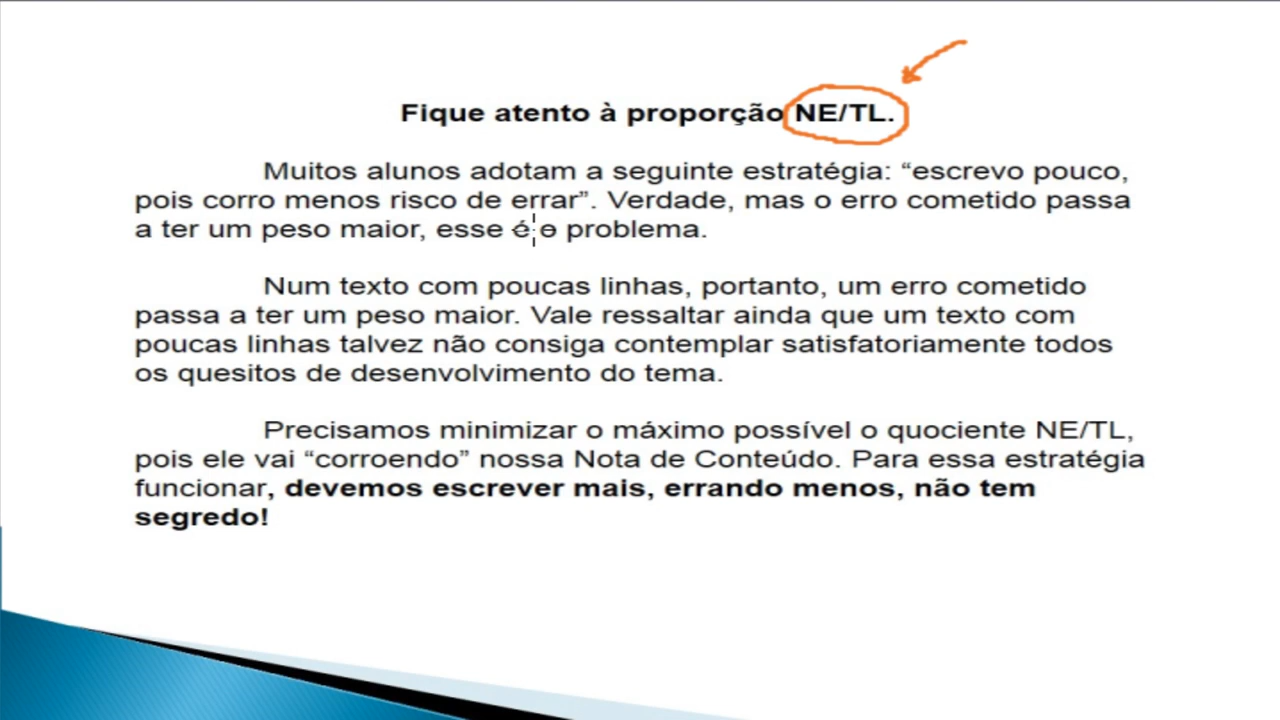 Fique atento à proporção NE/TL.
Muitos alunos adotam a seguinte estratégia: “escrevo pouco,
pois corro menos risco de errar”. Verdade, mas o erro cometido passa
a ter um peso maior, esse é o problema.
Num texto com poucas linhas, portanto, um erro cometido
passa a ter um peso maior. Vale ressaltar ainda que um texto com
poucas linhas talvez não consiga contemplar satisfatoriamente todos
os quesitos de desenvolvimento do tema.
Precisamos minimizar o máximo possível o quociente NE/TL,
pois ele vai “corroendo” nossa Nota de Conteúdo. Para essa estratégia
funcionar, devemos escrever mais, errando menos, não tem
segredo!